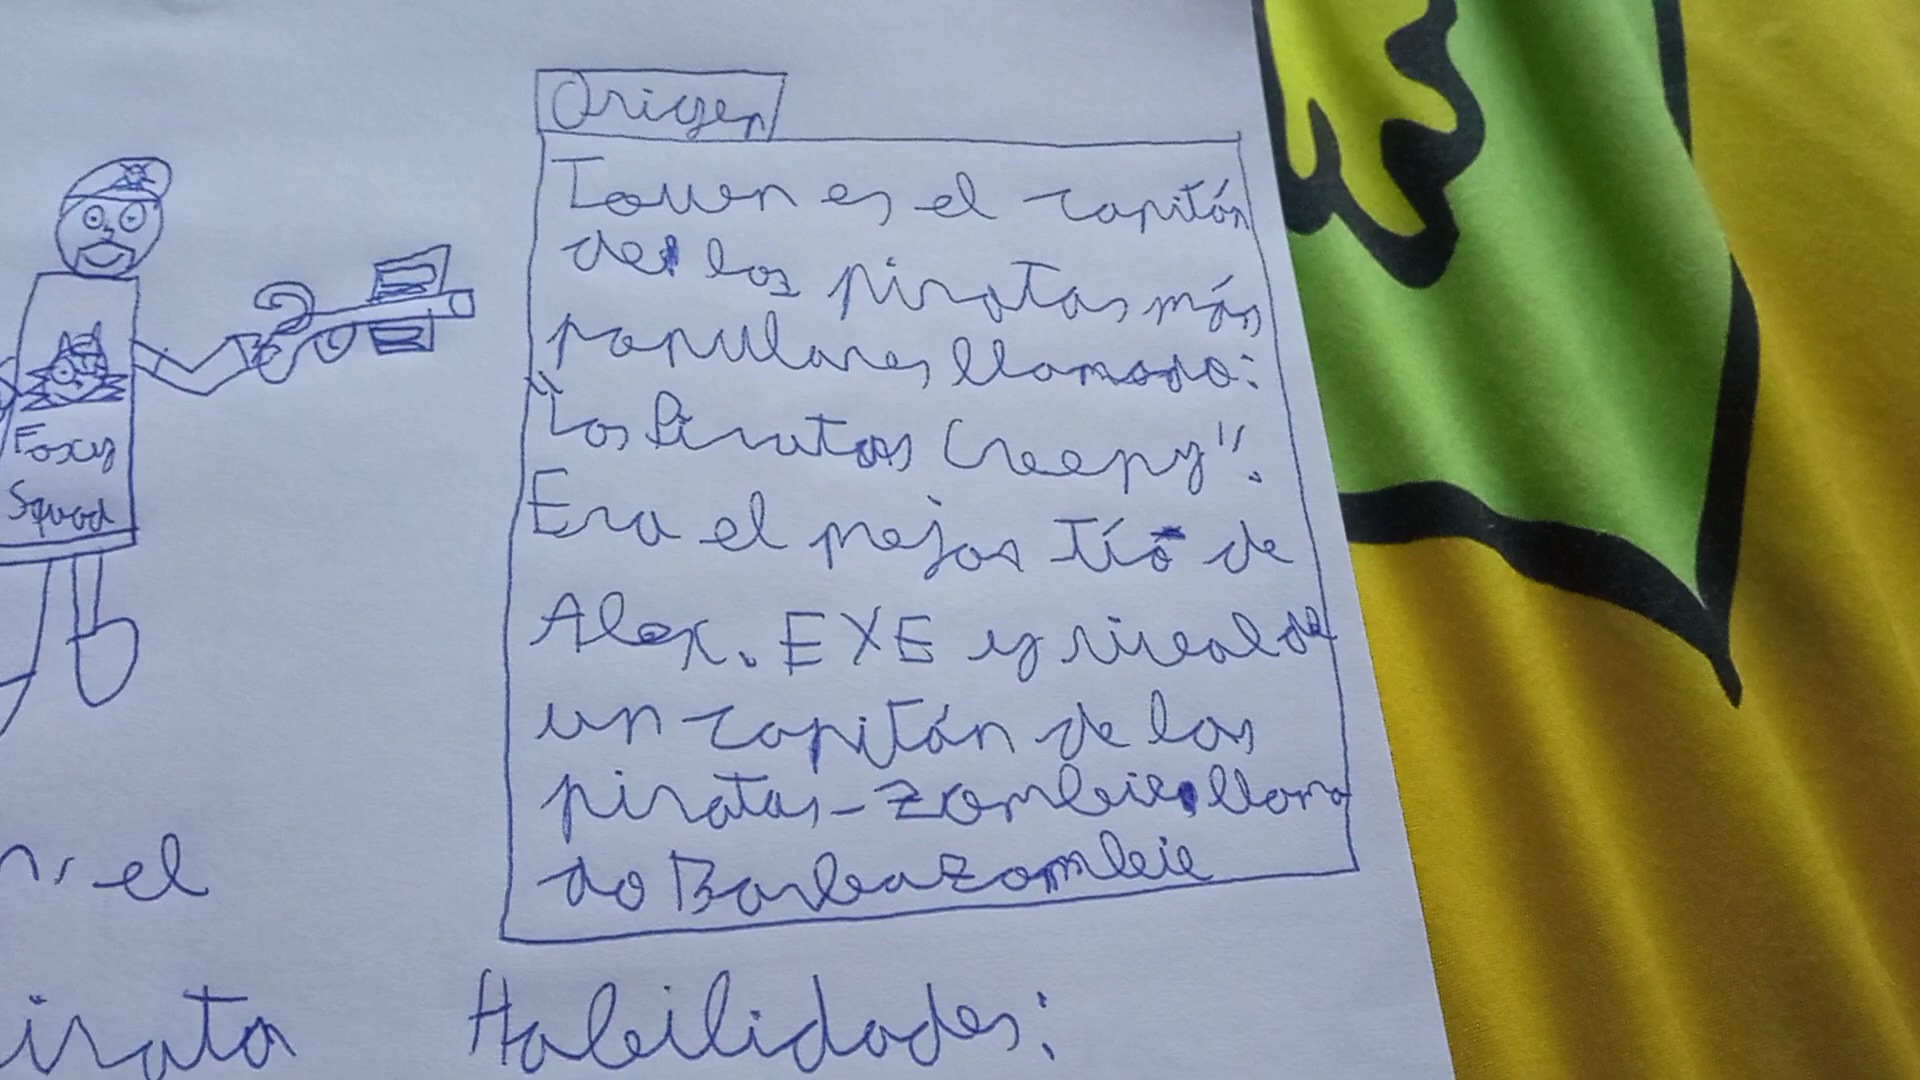 Origen
Touen es el capitán
de los piratas más
populares llamado:
"Los Piratas Creepy".
Era el mejor tío de
Alex.EXE y rival de
un capitán de los
piratas-zombie llama
do Barbazombie
Foxy
Squad
n, el
irata
Habilidades: